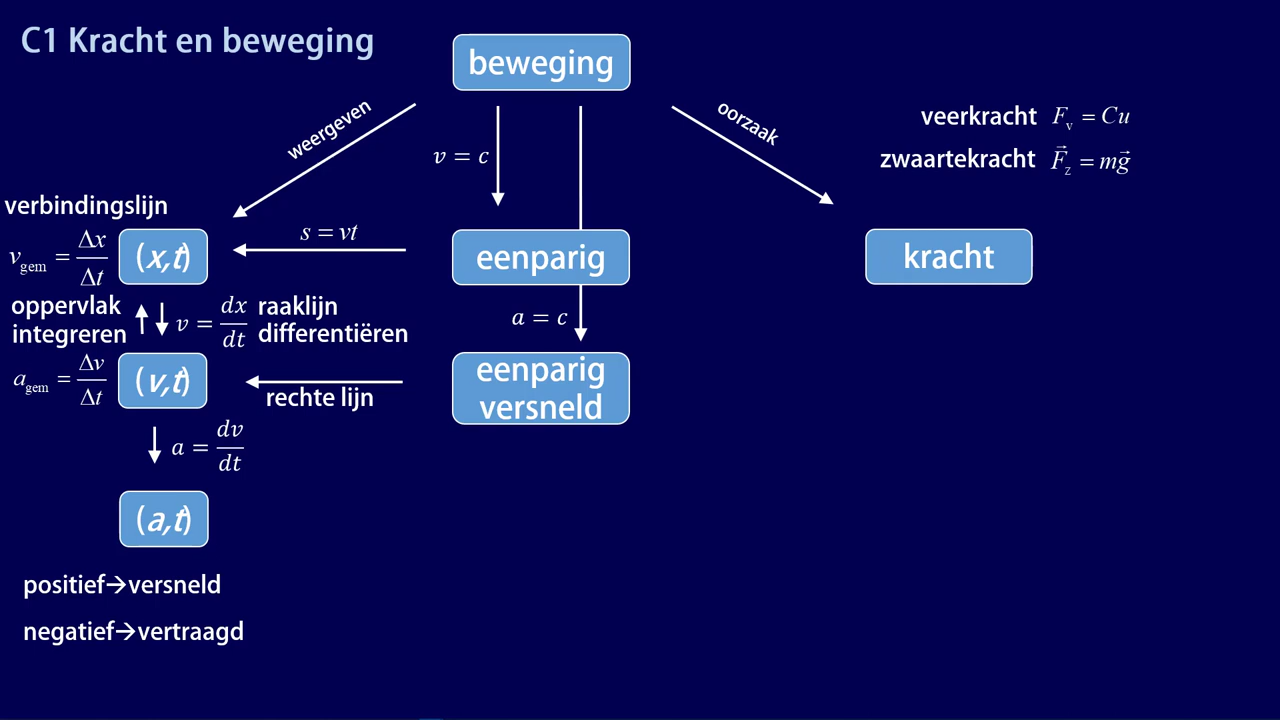 C1 Kracht en beweging
beweging
weergeven
v = c
oorzaak
veerkracht F_v = Cu
zwaartekracht F⃗_z = mg⃗
verbindingslijn
v_gem = Δx/Δt
(x,t)
s = vt
eenparig
kracht
oppervlak
integreren
v = dx/dt
raaklijn
differentiëren
a = c
a_gem = Δv/Δt
(v,t)
rechte lijn
eenparig
versneld
a = dv/dt
(a,t)
positief→versneld
negatief→vertraagd